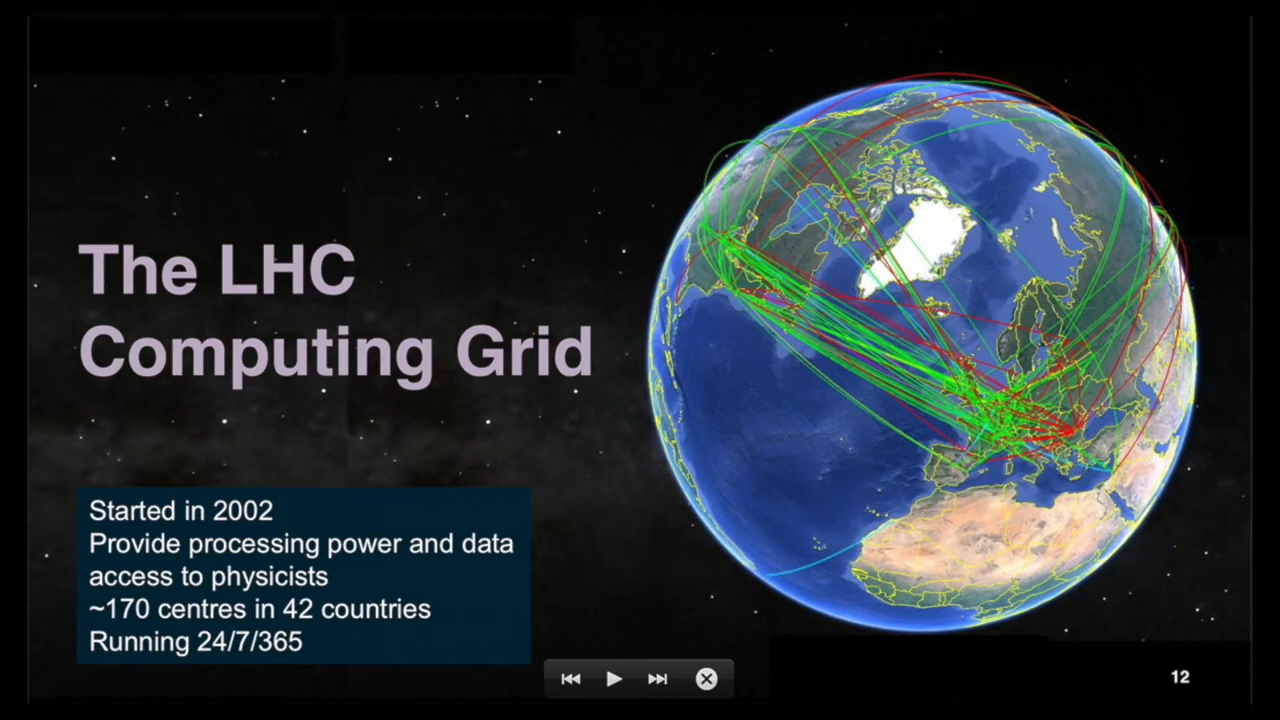 The LHC
Computing Grid
Started in 2002
Provide processing power and data
access to physicists
~170 centres in 42 countries
Running 24/7/365
12